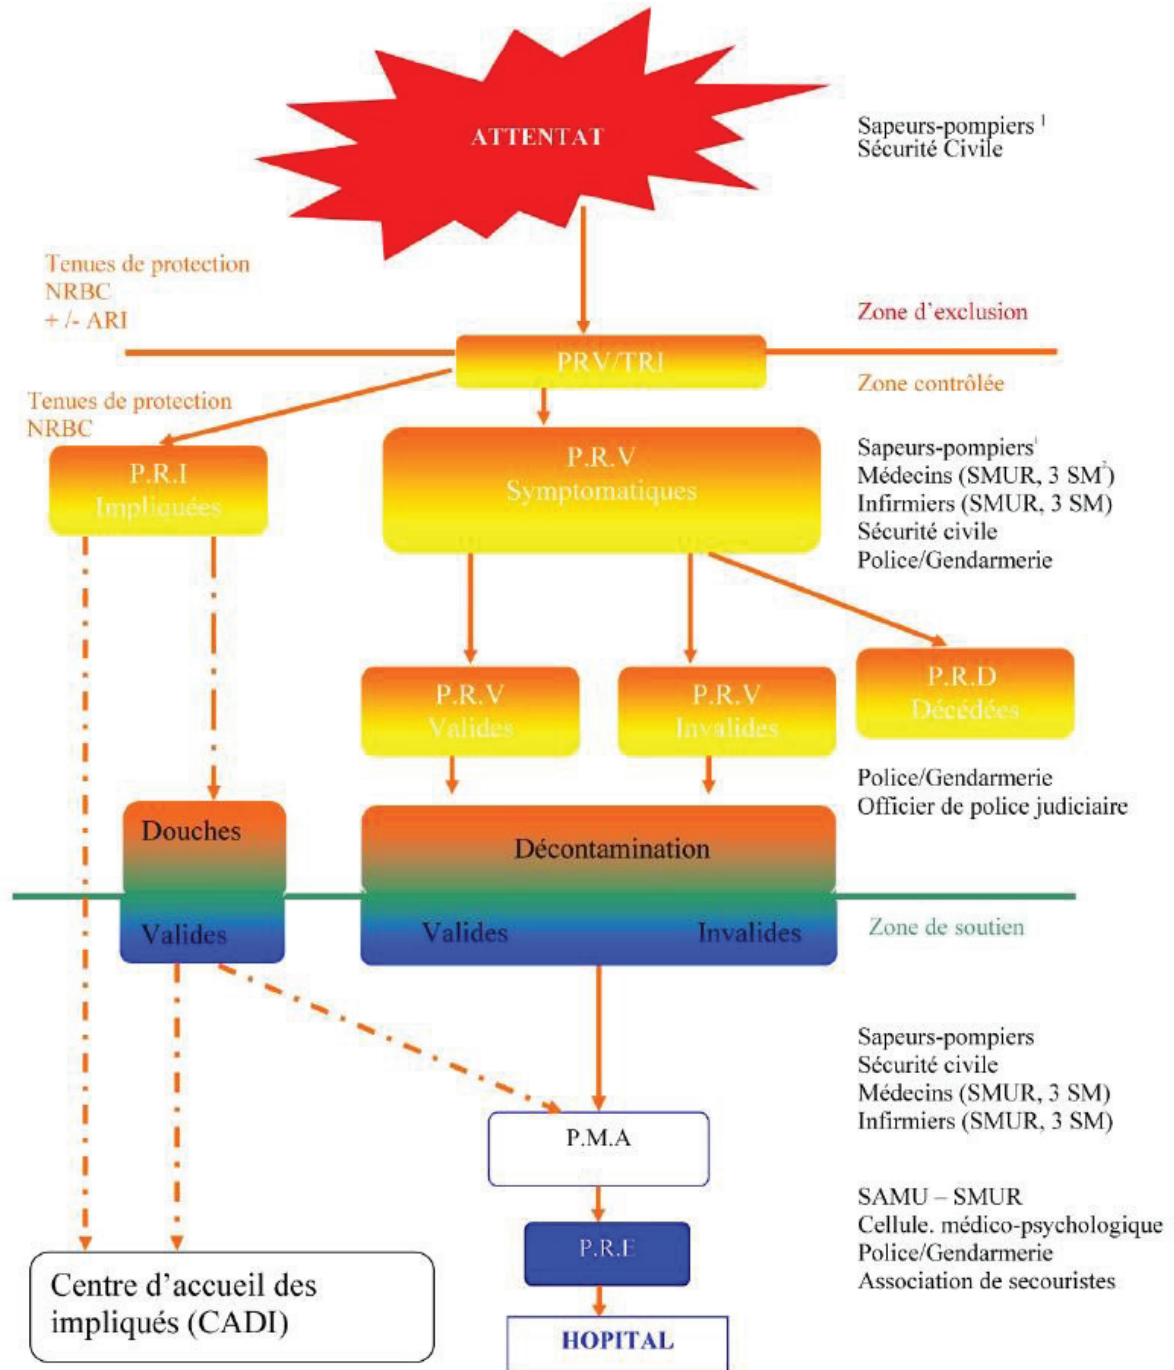 ATTENTAT
Sapeurs-pompiers ¹
Sécurité Civile
Tenues de protection
NRBC
+ /- ARI
Zone d'exclusion
PRV/TRI
Zone contrôlée
Tenues de protection
NRBC
P.R.I
Impliquées
P.R.V
Symptomatiques
Sapeurs-pompiers¹
Médecins (SMUR, 3 SM²)
Infirmiers (SMUR, 3 SM)
Sécurité civile
Police/Gendarmerie
P.R.V
Valides
P.R.V
Invalides
P.R.D
Décédées
Police/Gendarmerie
Officier de police judiciaire
Douches
Décontamination
Valides
Valides
Invalides
Zone de soutien
Sapeurs-pompiers
Sécurité civile
Médecins (SMUR, 3 SM)
Infirmiers (SMUR, 3 SM)
P.M.A
SAMU – SMUR
Cellule. médico-psychologique
Police/Gendarmerie
Association de secouristes
P.R.E
Centre d'accueil des
impliqués (CADI)
HOPITAL